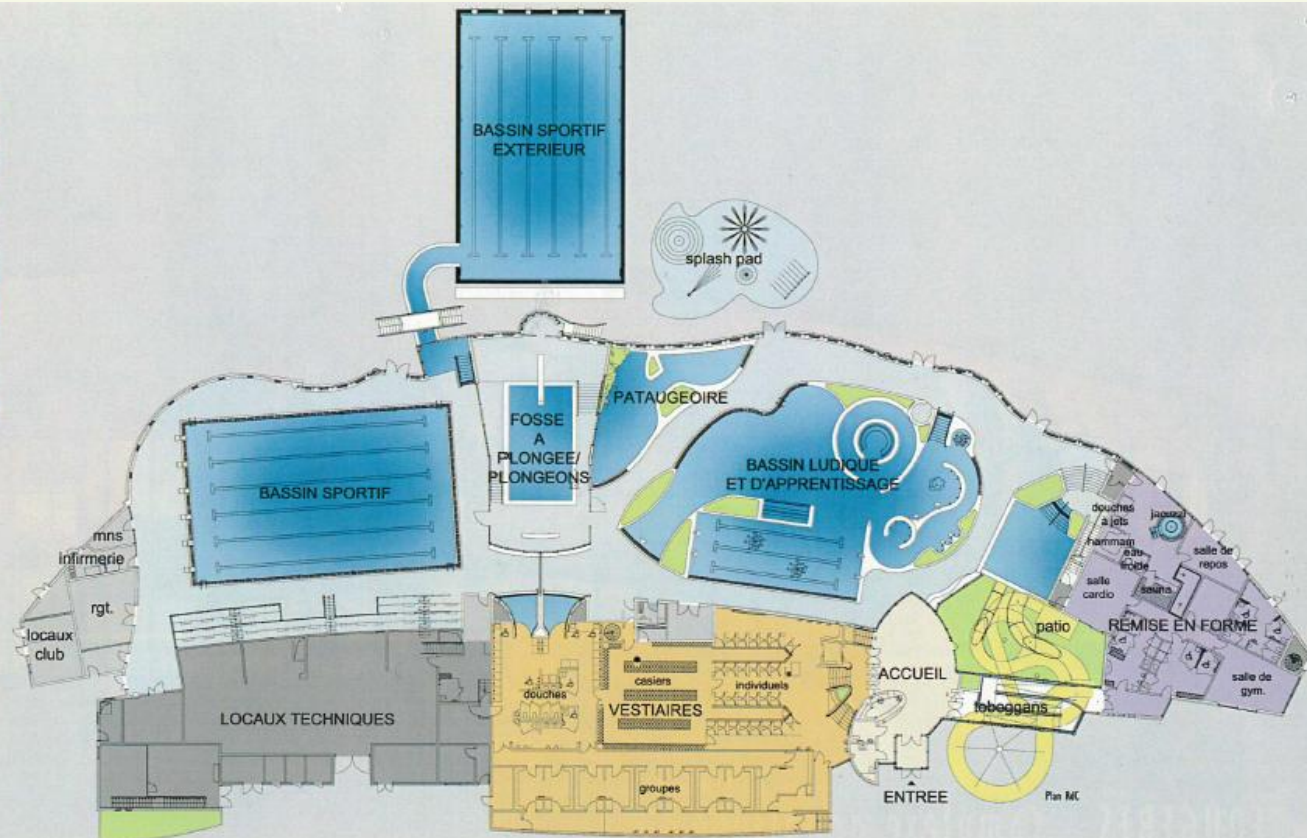 BASSIN SPORTIF
EXTERIEUR
splash pad
PATAUGEOIRE
FOSSE
A
PLONGEE/
PLONGEONS
BASSIN SPORTIF
BASSIN LUDIQUE
ET D'APPRENTISSAGE
mns
infirmerie
rgt.
locaux
club
douches
à jets
jacuzzi
hammam
eau
froide
salle de
repos
salle
cardio
sauna
patio
REMISE EN FORME
salle de
gym.
ACCUEIL
toboggans
LOCAUX TECHNIQUES
douches
casiers
individuels
VESTIAIRES
groupes
ENTREE
Plan RdC